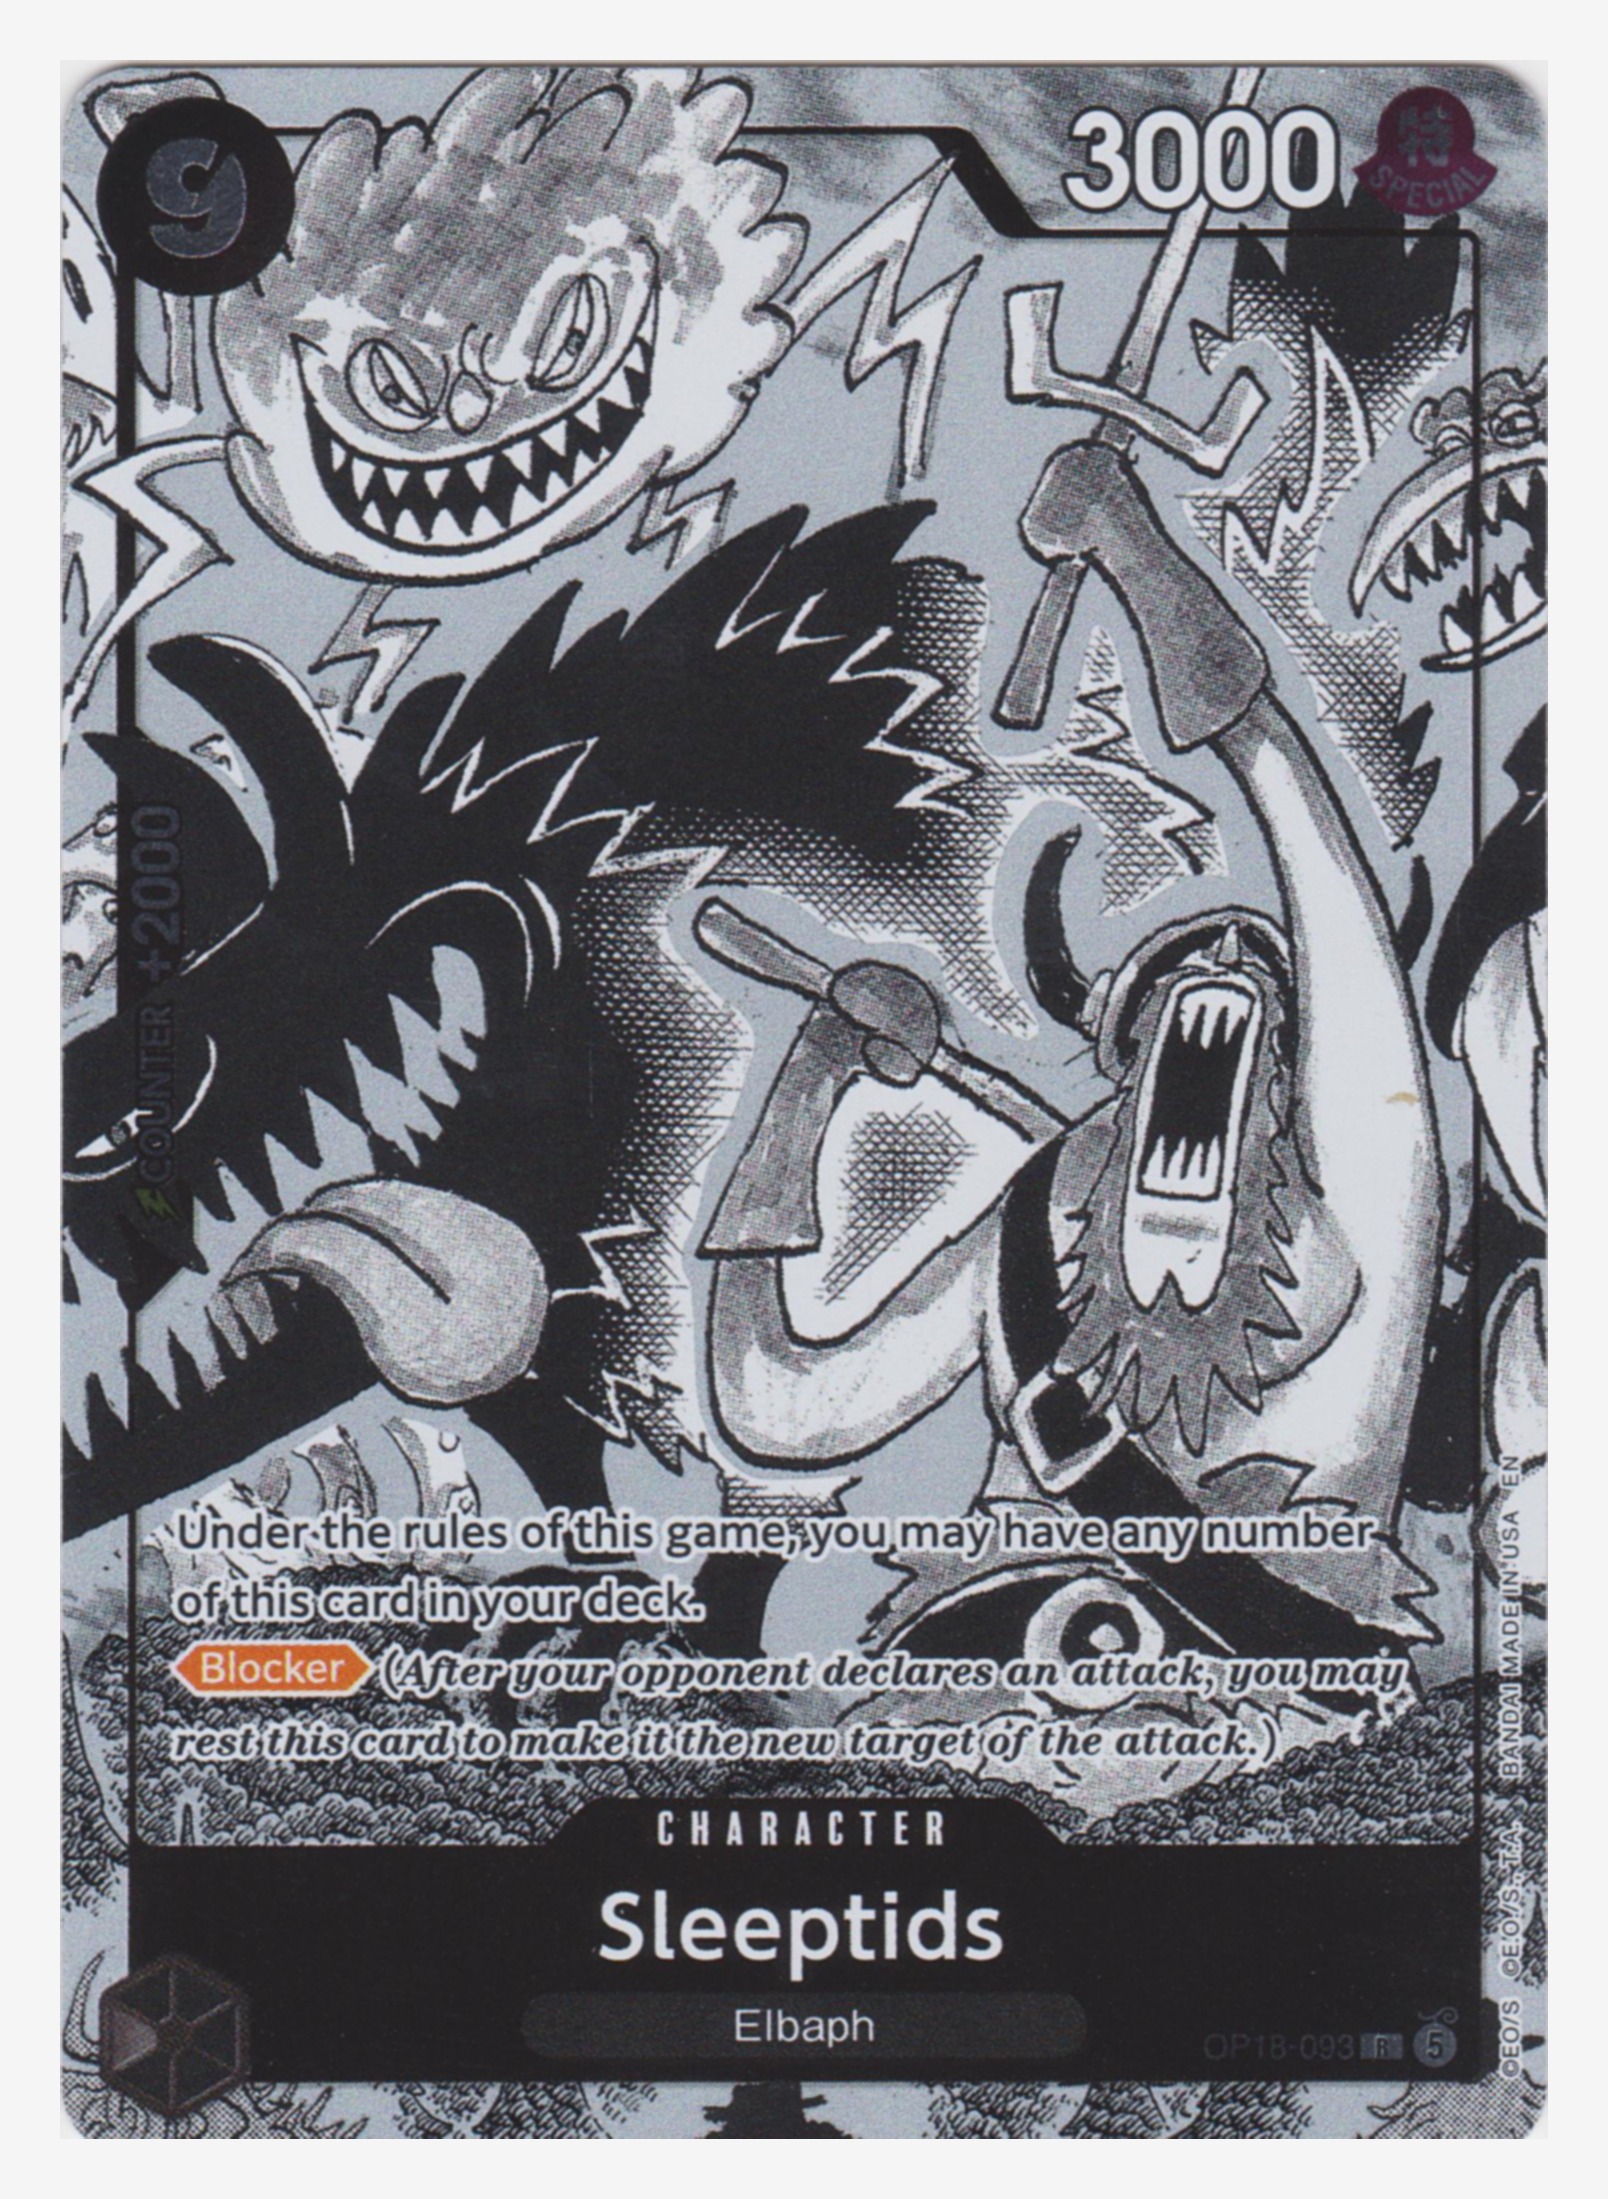 9
3000
特
SPECIAL
COUNTER +2000
Under the rules of this game, you may have any number
of this card in your deck.
Blocker (After your opponent declares an attack, you may
rest this card to make it the new target of the attack.)
CHARACTER
Sleeptids
Elbaph
OP18-093 R 5
©EO/S ©E.O./S.,T.A. BANDAI MADE IN USA EN